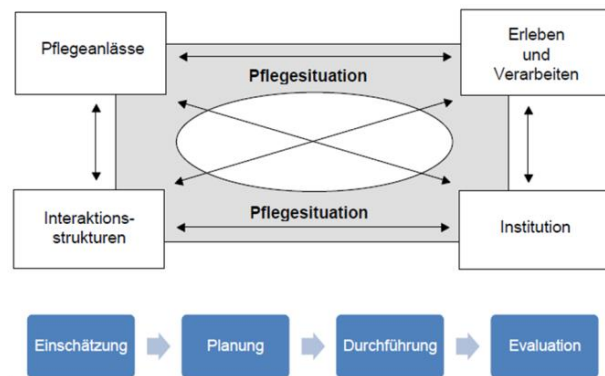 Pflegeanlässe
Erleben
und
Verarbeiten
Pflegesituation
Interaktions-
strukturen
Pflegesituation
Institution
Einschätzung
Planung
Durchführung
Evaluation